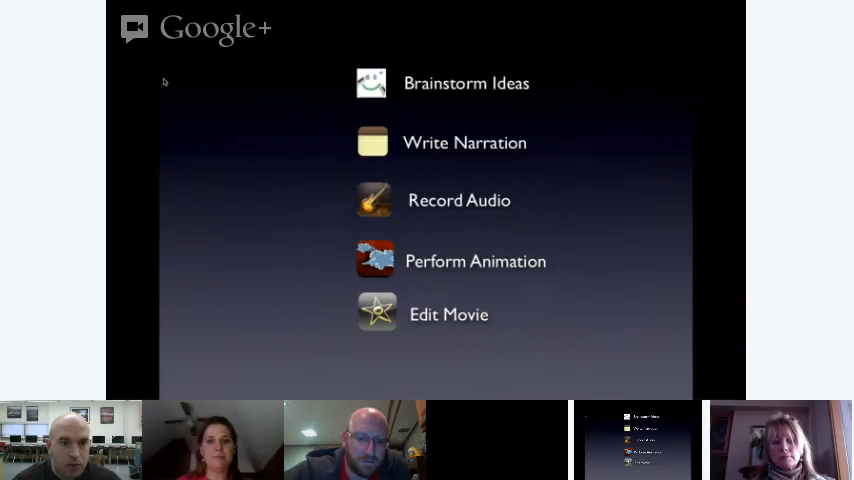 Google+
Brainstorm Ideas
Write Narration
Record Audio
Perform Animation
Edit Movie